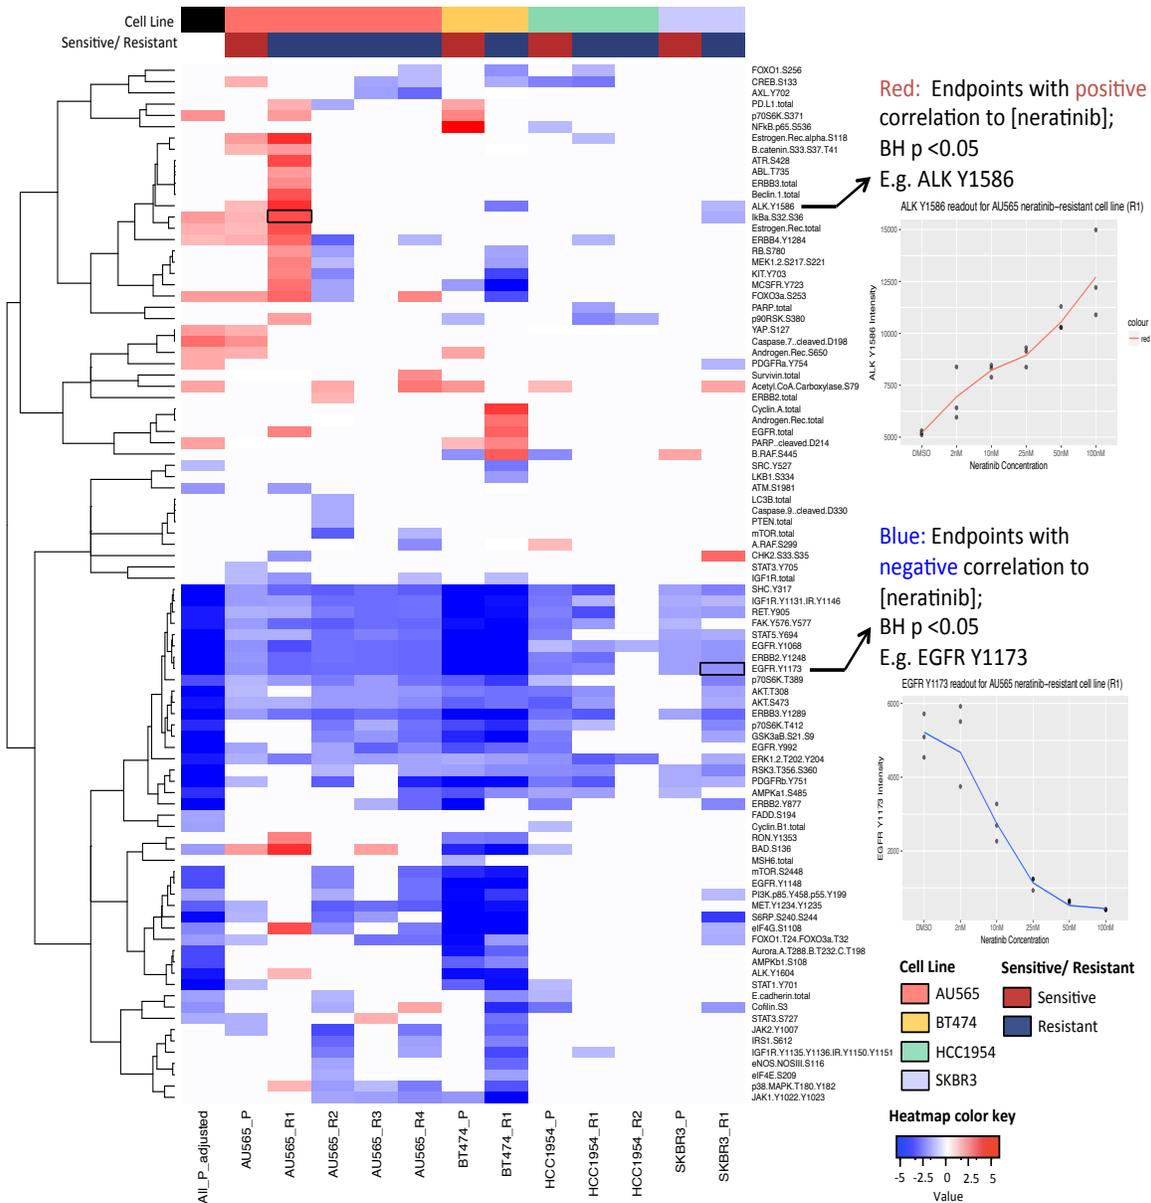 Cell Line
Sensitive/ Resistant
FOXO1.S256
CREB.S133
AXL.Y702
PD.L1.total
p70S6K.S371
NFkB.p65.S536
Estrogen.Rec.alpha.S118
B.catenin.S33.S37.T41
ATR.S428
ABL.T735
ERBB3.total
Beclin.1.total
ALK.Y1586
IkBa.S32.S36
Estrogen.Rec.total
ERBB4.Y1284
RB.S780
MEK1.2.S217.S221
KIT.Y703
MCSFR.Y723
FOXO3a.S253
PARP.total
p90RSK.S380
YAP.S127
Caspase.7..cleaved.D198
Androgen.Rec.S650
PDGFRa.Y754
Survivin.total
Acetyl.CoA.Carboxylase.S79
ERBB2.total
Cyclin.A.total
Androgen.Rec.total
EGFR.total
PARP..cleaved.D214
B.RAF.S445
SRC.Y527
LKB1.S334
ATM.S1981
LC3B.total
Caspase.9..cleaved.D330
PTEN.total
mTOR.total
A.RAF.S299
CHK2.S33.S35
STAT3.Y705
IGF1R.total
SHC.Y317
IGF1R.Y1131.IR.Y1146
RET.Y905
FAK.Y576.Y577
STAT5.Y694
EGFR.Y1068
ERBB2.Y1248
EGFR.Y1173
p70S6K.T389
AKT.T308
AKT.S473
ERBB3.Y1289
p70S6K.T412
GSK3aB.S21.S9
EGFR.Y992
ERK1.2.T202.Y204
RSK3.T356.S360
PDGFRb.Y751
AMPKa1.S485
ERBB2.Y877
FADD.S194
Cyclin.B1.total
RON.Y1353
BAD.S136
MSH6.total
mTOR.S2448
EGFR.Y1148
PI3K.p85.Y458.p55.Y199
MET.Y1234.Y1235
S6RP.S240.S244
eIF4G.S1108
FOXO1.T24.FOXO3a.T32
Aurora.A.T288.B.T232.C.T198
AMPKb1.S108
ALK.Y1604
STAT1.Y701
E.cadherin.total
Cofilin.S3
STAT3.S727
JAK2.Y1007
IRS1.S612
IGF1R.Y1135.Y1136.IR.Y1150.Y1151
eNOS.NOSIII.S116
eIF4E.S209
p38.MAPK.T180.Y182
JAK1.Y1022.Y1023
All_P_adjusted
AU565_P
AU565_R1
AU565_R2
AU565_R3
AU565_R4
BT474_P
BT474_R1
HCC1954_P
HCC1954_R1
HCC1954_R2
SKBR3_P
SKBR3_R1
Red: Endpoints with positive
correlation to [neratinib];
BH p <0.05
E.g. ALK Y1586
ALK Y1586 readout for AU565 neratinib−resistant cell line (R1)
15000
12500
10000
7500
5000
ALK Y1586 Intensity
DMSO 2nM 10nM 25nM 50nM 100nM
Neratinib Concentration
colour
red
Blue: Endpoints with
negative correlation to
[neratinib];
BH p <0.05
E.g. EGFR Y1173
EGFR Y1173 readout for AU565 neratinib−resistant cell line (R1)
6000
4000
2000
EGFR Y1173 Intensity
DMSO 2nM 10nM 25nM 50nM 100nM
Neratinib Concentration
Cell Line
AU565
BT474
HCC1954
SKBR3
Sensitive/ Resistant
Sensitive
Resistant
Heatmap color key
-5 -2.5 0 2.5 5
Value